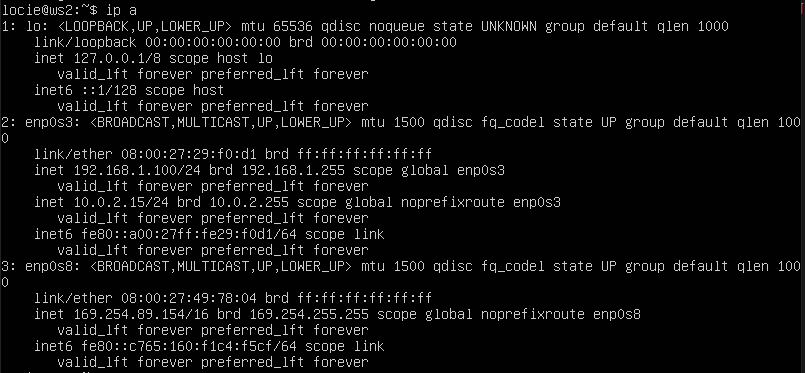 locie@ws2:~$ ip a
1: lo: <LOOPBACK,UP,LOWER_UP> mtu 65536 qdisc noqueue state UNKNOWN group default qlen 1000
    link/loopback 00:00:00:00:00:00 brd 00:00:00:00:00:00
    inet 127.0.0.1/8 scope host lo
       valid_lft forever preferred_lft forever
    inet6 ::1/128 scope host
       valid_lft forever preferred_lft forever
2: enp0s3: <BROADCAST,MULTICAST,UP,LOWER_UP> mtu 1500 qdisc fq_codel state UP group default qlen 100
0
    link/ether 08:00:27:29:f0:d1 brd ff:ff:ff:ff:ff:ff
    inet 192.168.1.100/24 brd 192.168.1.255 scope global enp0s3
       valid_lft forever preferred_lft forever
    inet 10.0.2.15/24 brd 10.0.2.255 scope global noprefixroute enp0s3
       valid_lft forever preferred_lft forever
    inet6 fe80::a00:27ff:fe29:f0d1/64 scope link
       valid_lft forever preferred_lft forever
3: enp0s8: <BROADCAST,MULTICAST,UP,LOWER_UP> mtu 1500 qdisc fq_codel state UP group default qlen 100
0
    link/ether 08:00:27:49:78:04 brd ff:ff:ff:ff:ff:ff
    inet 169.254.89.154/16 brd 169.254.255.255 scope global noprefixroute enp0s8
       valid_lft forever preferred_lft forever
    inet6 fe80::c765:160:f1c4:f5cf/64 scope link
       valid_lft forever preferred_lft forever